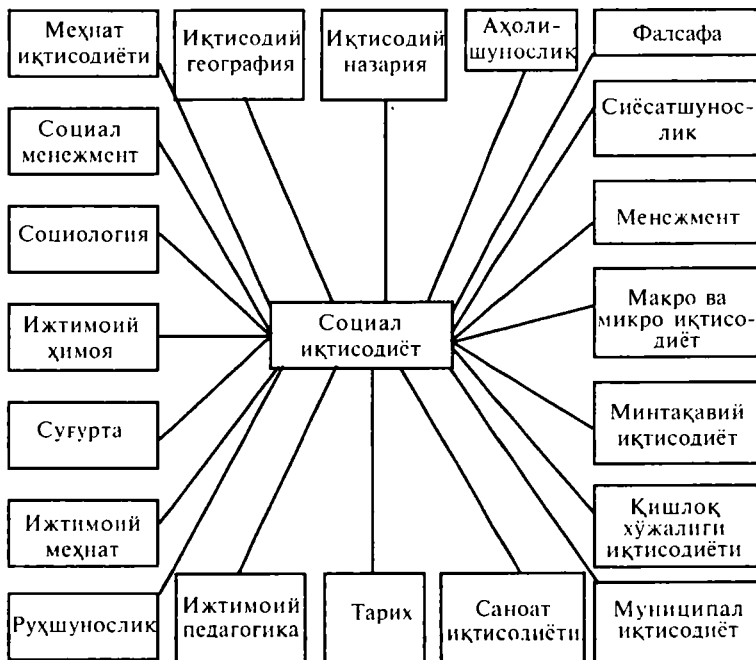 Меҳнат
иқтисодиёти
Иқтисодий
география
Иқтисодий
назария
Аҳоли-
шунослик
Фалсафа
Социал
менежмент
Сиёсатшунос-
лик
Социология
Менежмент
Ижтимоий
ҳимоя
Социал
иқтисодиёт
Макро ва
микро иқтисо-
диёт
Суғурта
Минтақавий
иқтисодиёт
Ижтимоий
меҳнат
Қишлоқ
хўжалиги
иқтисодиёти
Руҳшунослик
Ижтимоий
педагогика
Тарих
Саноат
иқтисодиёти
Муниципал
иқтисодиёт